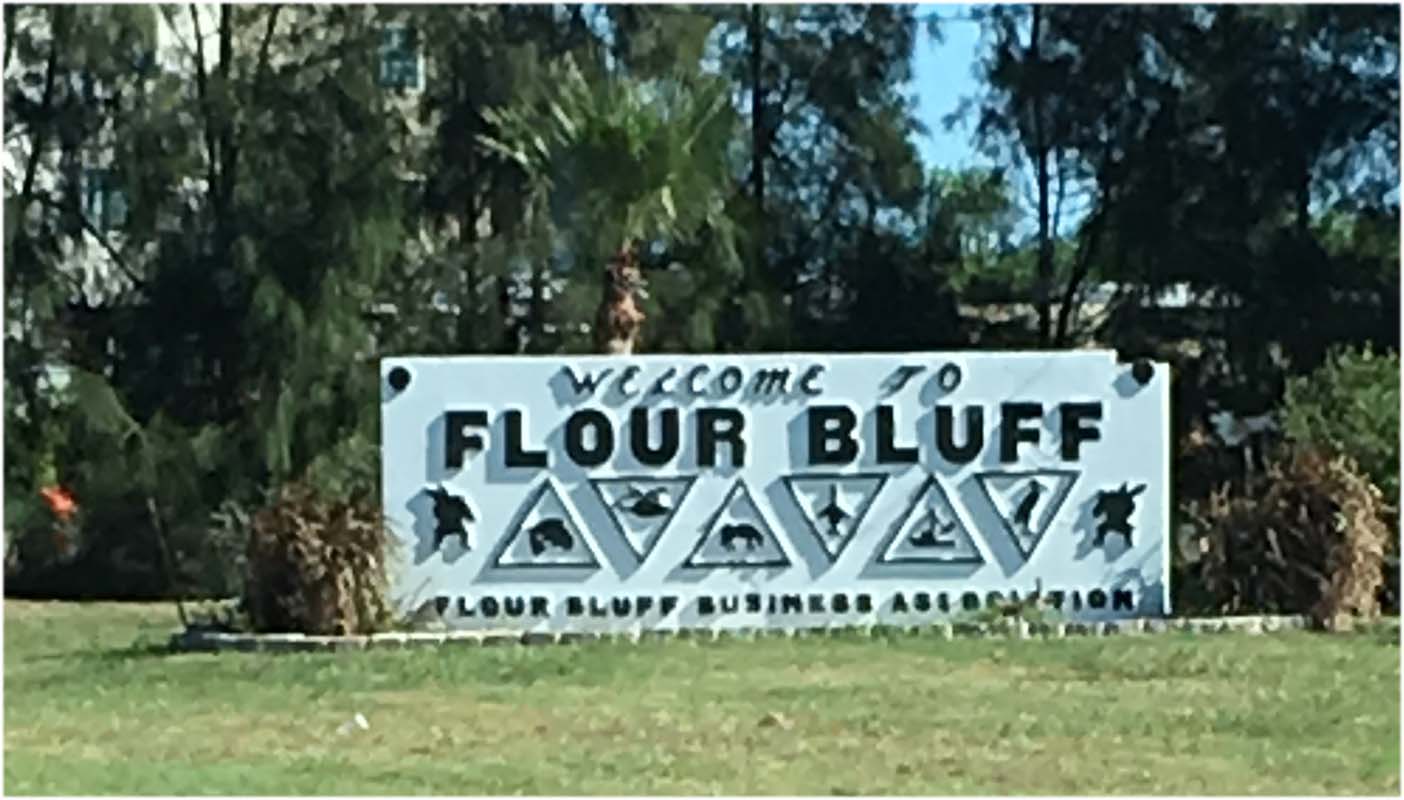 WELCOME TO
FLOUR BLUFF
FLOUR BLUFF BUSINESS ASSOCIATION